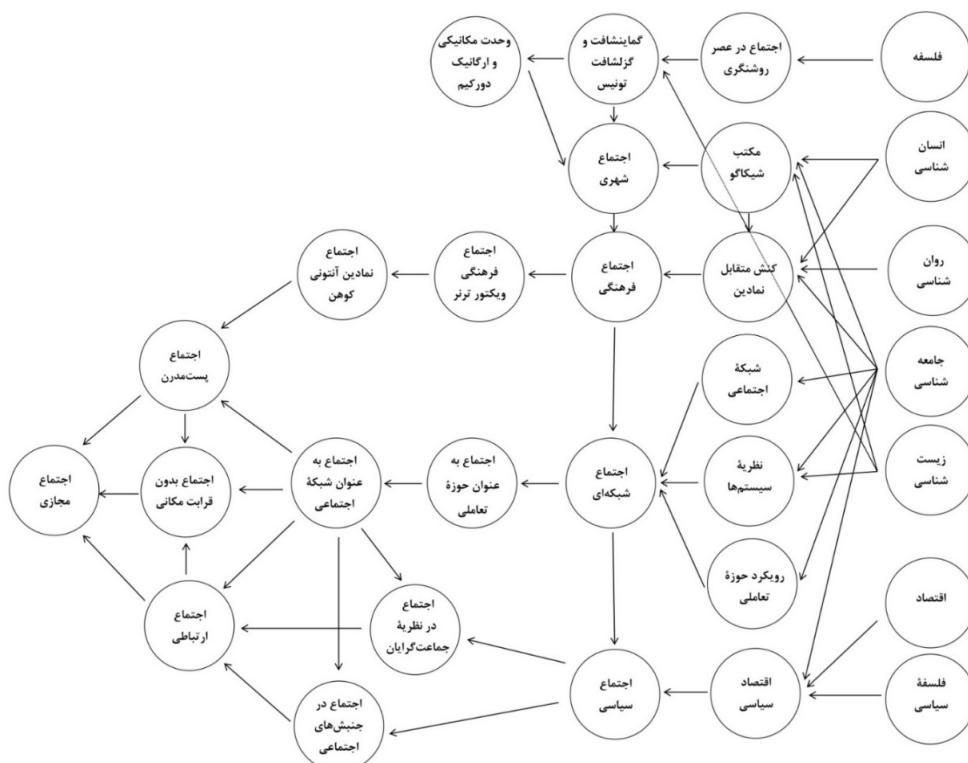 فلسفه
انسان
شناسی
روان
شناسی
جامعه
شناسی
زیست
شناسی
اقتصاد
فلسفهٔ
سیاسی
اجتماع در عصر
روشنگری
مکتب
شیکاگو
کنش متقابل
نمادین
شبکهٔ
اجتماعی
نظریهٔ
سیستم‌ها
رویکرد حوزهٔ
تعاملی
اقتصاد
سیاسی
گماینشافت و
گزلشافت
تونیس
اجتماع
شهری
اجتماع
فرهنگی
اجتماع
شبکه‌ای
اجتماع
سیاسی
وحدت مکانیکی
و ارگانیک
دورکیم
اجتماع
فرهنگی
ویکتور ترنر
اجتماع به
عنوان حوزهٔ
تعاملی
اجتماع
در نظریهٔ
جماعت‌گرایان
اجتماع
نمادین آنتونی
کوهن
اجتماع به
عنوان شبکهٔ
اجتماعی
اجتماع در
جنبش‌های
اجتماعی
اجتماع
پست‌مدرن
اجتماع بدون
قرابت مکانی
اجتماع
ارتباطی
اجتماع
مجازی